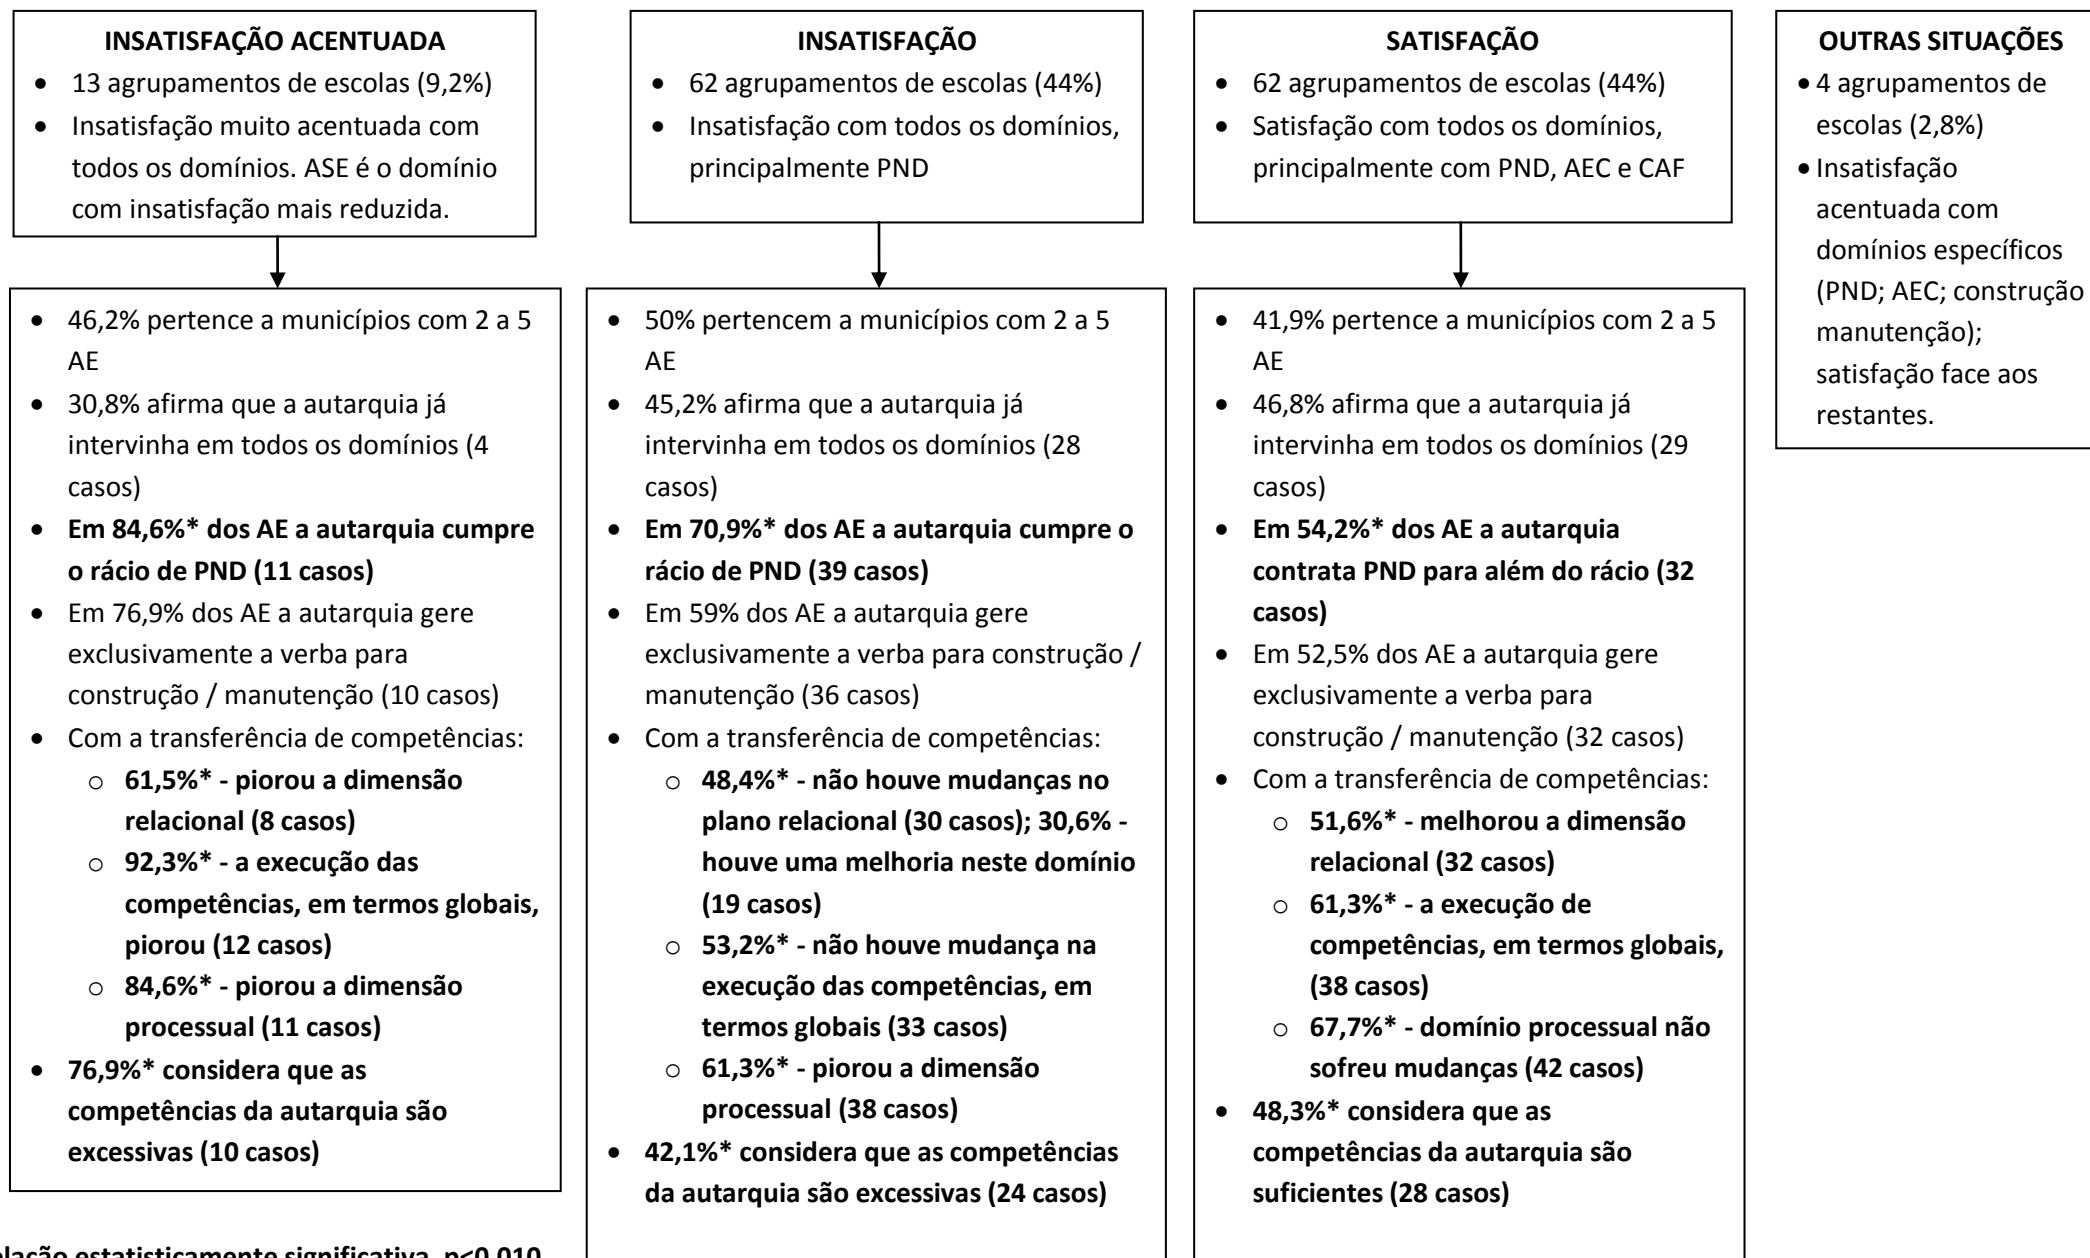 INSATISFAÇÃO ACENTUADA
• 13 agrupamentos de escolas (9,2%)
• Insatisfação muito acentuada com
todos os domínios. ASE é o domínio
com insatisfação mais reduzida.
• 46,2% pertence a municípios com 2 a 5
AE
• 30,8% afirma que a autarquia já
intervinha em todos os domínios (4
casos)
• Em 84,6%* dos AE a autarquia cumpre
o rácio de PND (11 casos)
• Em 76,9% dos AE a autarquia gere
exclusivamente a verba para
construção / manutenção (10 casos)
• Com a transferência de competências:
o 61,5%* - piorou a dimensão
relacional (8 casos)
o 92,3%* - a execução das
competências, em termos globais,
piorou (12 casos)
o 84,6%* - piorou a dimensão
processual (11 casos)
• 76,9%* considera que as
competências da autarquia são
excessivas (10 casos)
INSATISFAÇÃO
• 62 agrupamentos de escolas (44%)
• Insatisfação com todos os domínios,
principalmente PND
• 50% pertencem a municípios com 2 a 5
AE
• 45,2% afirma que a autarquia já
intervinha em todos os domínios (28
casos)
• Em 70,9%* dos AE a autarquia cumpre o
rácio de PND (39 casos)
• Em 59% dos AE a autarquia gere
exclusivamente a verba para construção /
manutenção (36 casos)
• Com a transferência de competências:
o 48,4%* - não houve mudanças no
plano relacional (30 casos); 30,6% -
houve uma melhoria neste domínio
(19 casos)
o 53,2%* - não houve mudança na
execução das competências, em
termos globais (33 casos)
o 61,3%* - piorou a dimensão
processual (38 casos)
• 42,1%* considera que as competências
da autarquia são excessivas (24 casos)
SATISFAÇÃO
• 62 agrupamentos de escolas (44%)
• Satisfação com todos os domínios,
principalmente com PND, AEC e CAF
• 41,9% pertence a municípios com 2 a 5
AE
• 46,8% afirma que a autarquia já
intervinha em todos os domínios (29
casos)
• Em 54,2%* dos AE a autarquia
contrata PND para além do rácio (32
casos)
• Em 52,5% dos AE a autarquia gere
exclusivamente a verba para
construção / manutenção (32 casos)
• Com a transferência de competências:
o 51,6%* - melhorou a dimensão
relacional (32 casos)
o 61,3%* - a execução de
competências, em termos globais,
(38 casos)
o 67,7%* - domínio processual não
sofreu mudanças (42 casos)
• 48,3%* considera que as
competências da autarquia são
suficientes (28 casos)
OUTRAS SITUAÇÕES
• 4 agrupamentos de
escolas (2,8%)
• Insatisfação
acentuada com
domínios específicos
(PND; AEC; construção
manutenção);
satisfação face aos
restantes.
estatisticamente significativa